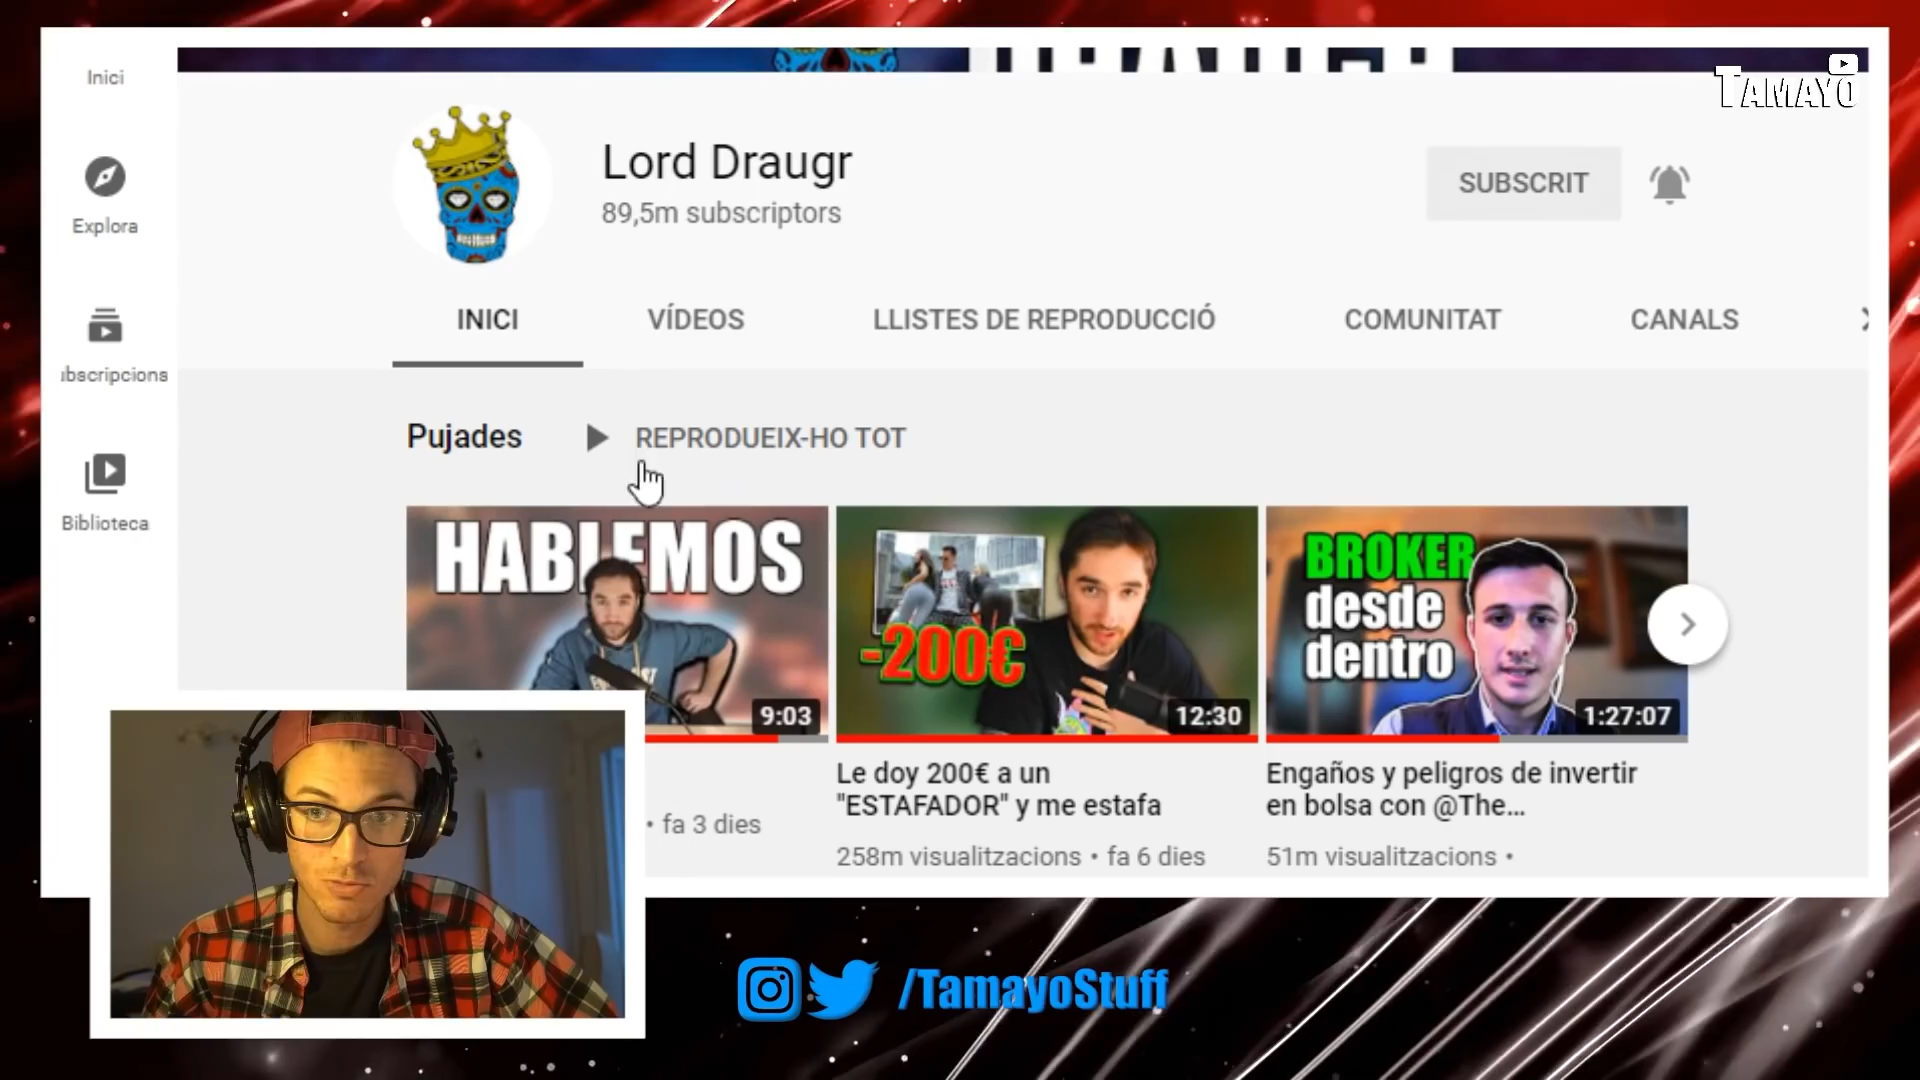 Inici
TAMAYO
Explora
Lord Draugr
89,5m subscriptors
SUBSCRIT
INICI
VÍDEOS
LLISTES DE REPRODUCCIÓ
COMUNITAT
CANALS
ubscripcions
Biblioteca
Pujades
REPRODUEIX-HO TOT
HABLEMOS
9:03
-200€
12:30
BROKER
desde
dentro
1:27:07
• fa 3 dies
Le doy 200€ a un
"ESTAFADOR" y me estafa
258m visualitzacions • fa 6 dies
Engaños y peligros de invertir
en bolsa con @The...
51m visualitzacions •
/TamayoStuff